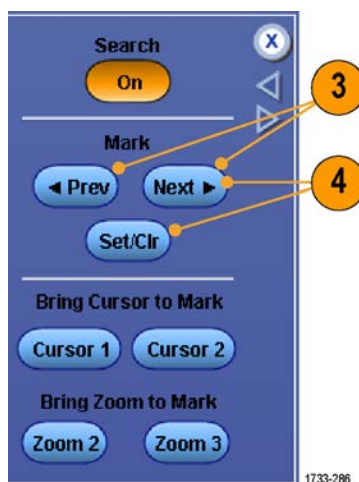 Search
X
On
3
Mark
◄ Prev Next ►
4
Set/Clr
Bring Cursor to Mark
Cursor 1 Cursor 2
Bring Zoom to Mark
Zoom 2 Zoom 3
1733-286